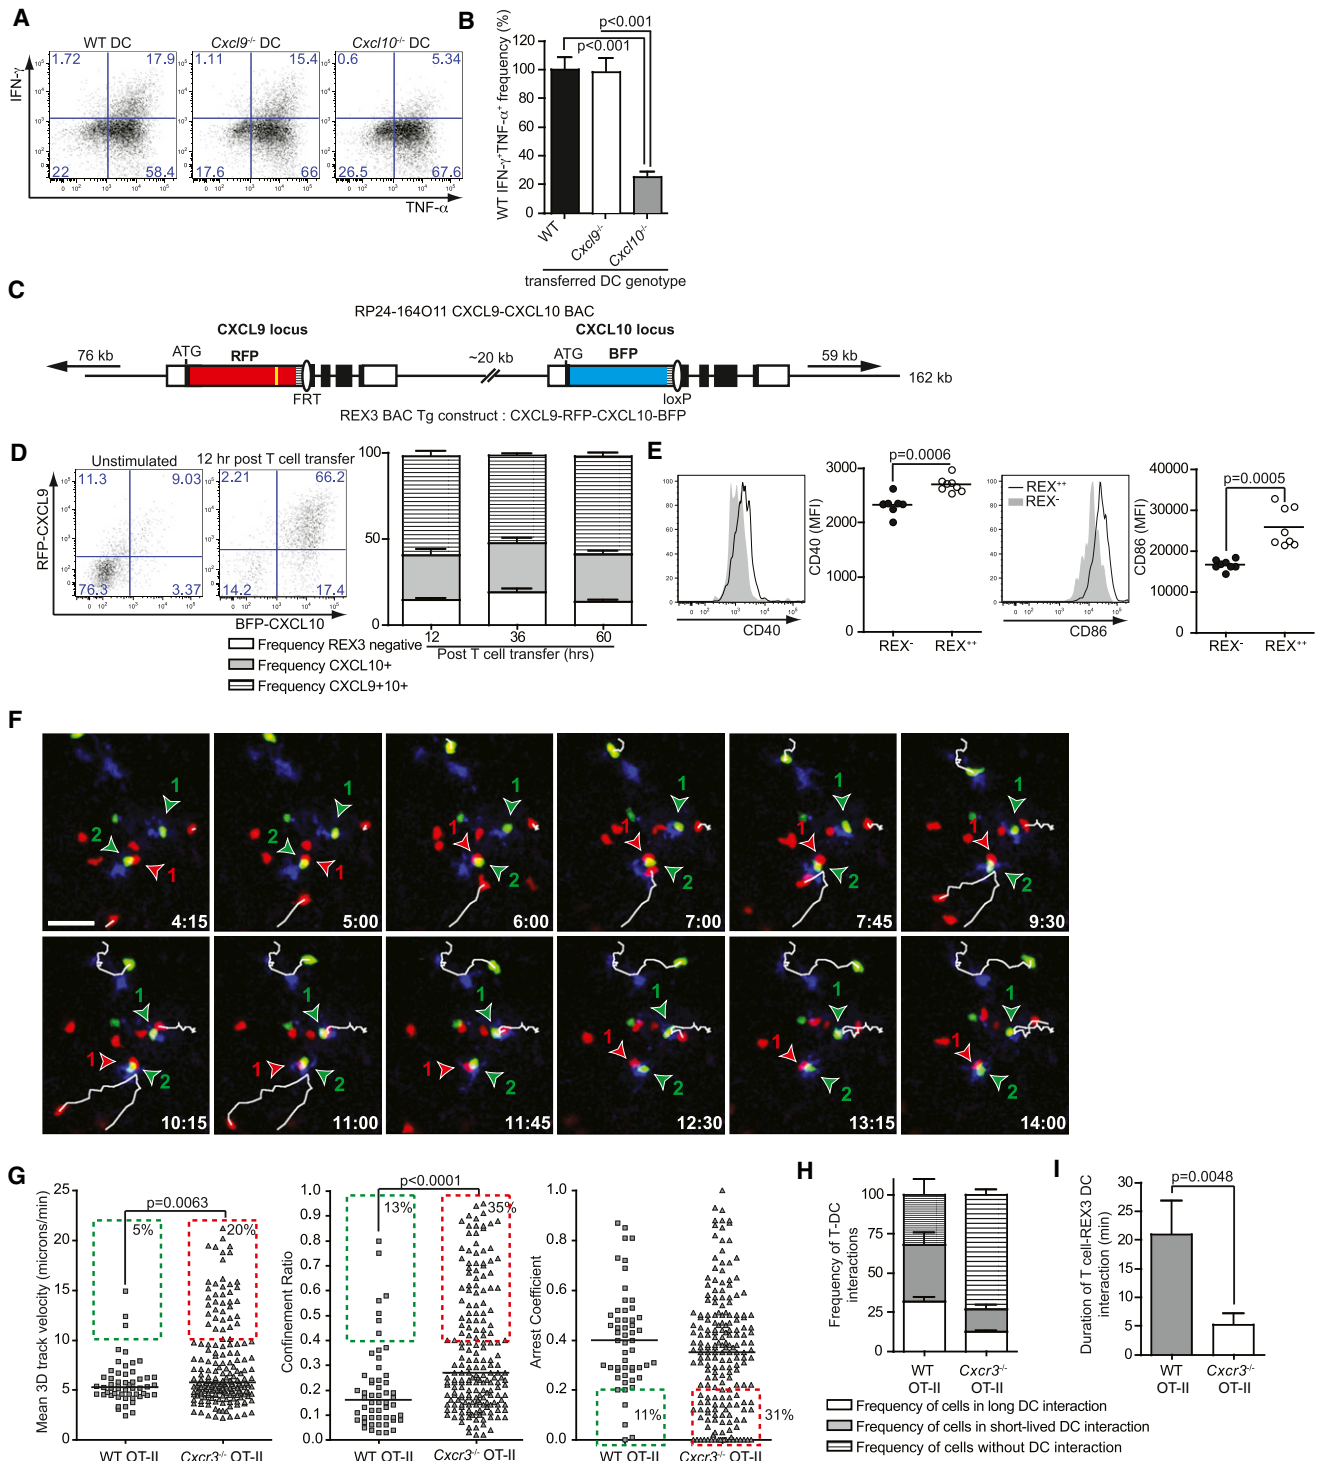 A
WT DC
Cxcl9-/- DC
Cxcl10-/- DC
1.72 17.9
1.11 15.4
0.6 5.34
22 58.4
17.6 66
26.5 67.6
IFN-γ
TNF-α
B
p<0.001
p<0.001
WT IFN-γ+TNF-α+ frequency (%)
120
100
80
60
40
20
0
WT
Cxcl9-/-
Cxcl10-/-
transferred DC genotype
C
RP24-164O11 CXCL9-CXCL10 BAC
CXCL9 locus
CXCL10 locus
76 kb
ATG
RFP
~20 kb
ATG
BFP
59 kb
162 kb
FRT
loxP
REX3 BAC Tg construct : CXCL9-RFP-CXCL10-BFP
D
Unstimulated
12 hr post T cell transfer
11.3 9.03
2.21 66.2
76.3 3.37
14.2 17.4
RFP-CXCL9
BFP-CXCL10
100
50
0
12 36 60
Post T cell transfer (hrs)
Frequency REX3 negative
Frequency CXCL10+
Frequency CXCL9+10+
E
100
80
60
40
20
0
0 10² 10³ 10⁴ 10⁵
CD40
p=0.0006
CD40 (MFI)
3000
2000
1000
0
REX- REX++
REX++
REX-
CD86
p=0.0005
CD86 (MFI)
40000
30000
20000
10000
0
REX- REX++
F
1
2
1
4:15
1
2
1
5:00
1
1
2
6:00
1
1
2
7:00
1
1
2
7:45
1
1
2
9:30
1
1
2
10:15
1
1
2
11:00
1
1
2
11:45
1
1
2
12:30
1
1
2
13:15
1
1
2
14:00
G
Mean 3D track velocity (microns/min)
25
20
15
10
5
0
p=0.0063
5%
20%
WT OT-II Cxcr3-/- OT-II
Confinement Ratio
1.0
0.9
0.8
0.7
0.6
0.5
0.4
0.3
0.2
0.1
0.0
p<0.0001
13%
35%
WT OT-II Cxcr3-/- OT-II
Arrest Coefficient
1.0
0.8
0.6
0.4
0.2
0.0
11%
31%
WT OT-II Cxcr3-/- OT-II
H
Frequency of T-DC
interactions
100
75
50
25
0
WT
OT-II
Cxcr3-/-
OT-II
I
Duration of T cell-REX3 DC
interaction (min)
30
25
20
15
10
5
0
p=0.0048
WT
OT-II
Cxcr3-/-
OT-II
Frequency of cells in long DC interaction
Frequency of cells in short-lived DC interaction
Frequency of cells without DC interaction